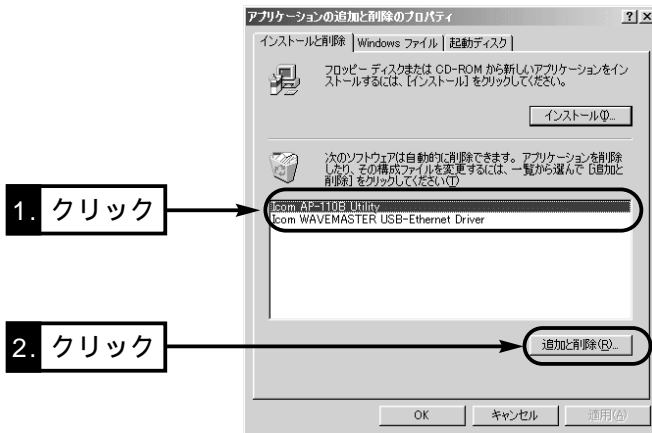 アプリケーションの追加と削除のプロパティ
? ×
インストールと削除 Windows ファイル 起動ディスク
フロッピー ディスクまたは CD-ROM から新しいアプリケーションをイン
ストールするには、[インストール] をクリックしてください。
インストール(I)...
次のソフトウェアは自動的に削除できます。アプリケーションを削除
したり、その構成ファイルを変更するには、一覧から選んで [追加と
削除] をクリックしてください(T)
1. クリック
Icom AP-110B Utility
Icom WAVEMASTER USB-Ethernet Driver
2. クリック
追加と削除(R)...
OK キャンセル 適用(A)